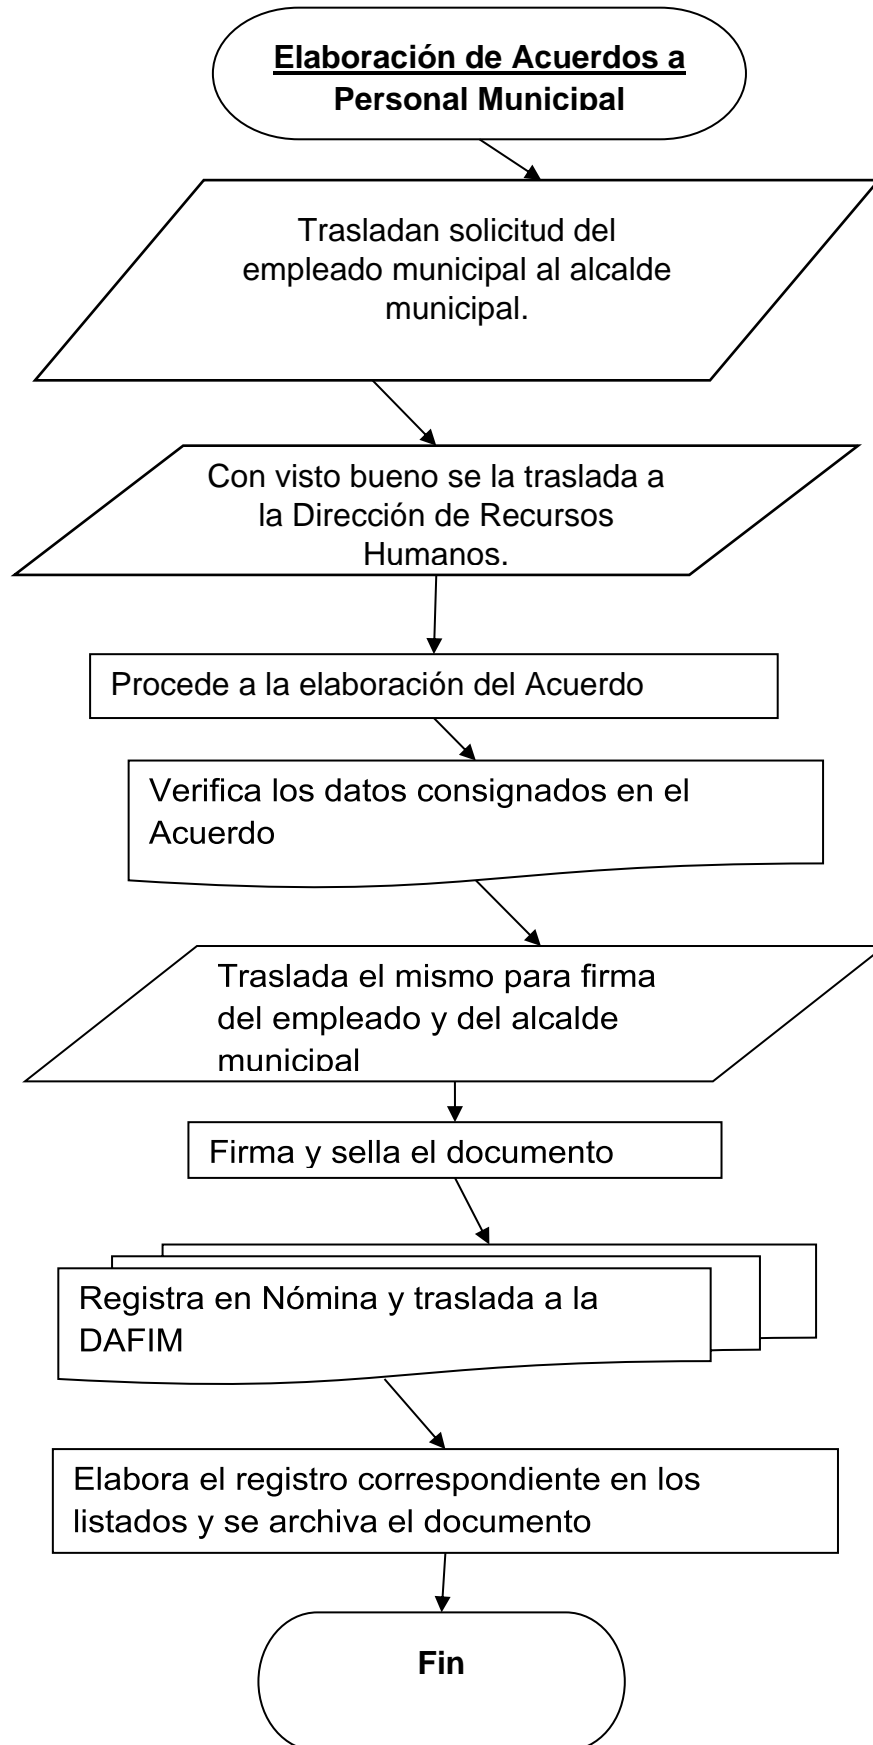 Elaboración de Acuerdos a
Personal Municipal
Trasladan solicitud del
empleado municipal al alcalde
municipal.
Con visto bueno se la traslada a
la Dirección de Recursos
Humanos.
Procede a la elaboración del Acuerdo
Verifica los datos consignados en el
Acuerdo
Traslada el mismo para firma
del empleado y del alcalde
municipal
Firma y sella el documento
Registra en Nómina y traslada a la
DAFIM
Elabora el registro correspondiente en los
listados y se archiva el documento
Fin